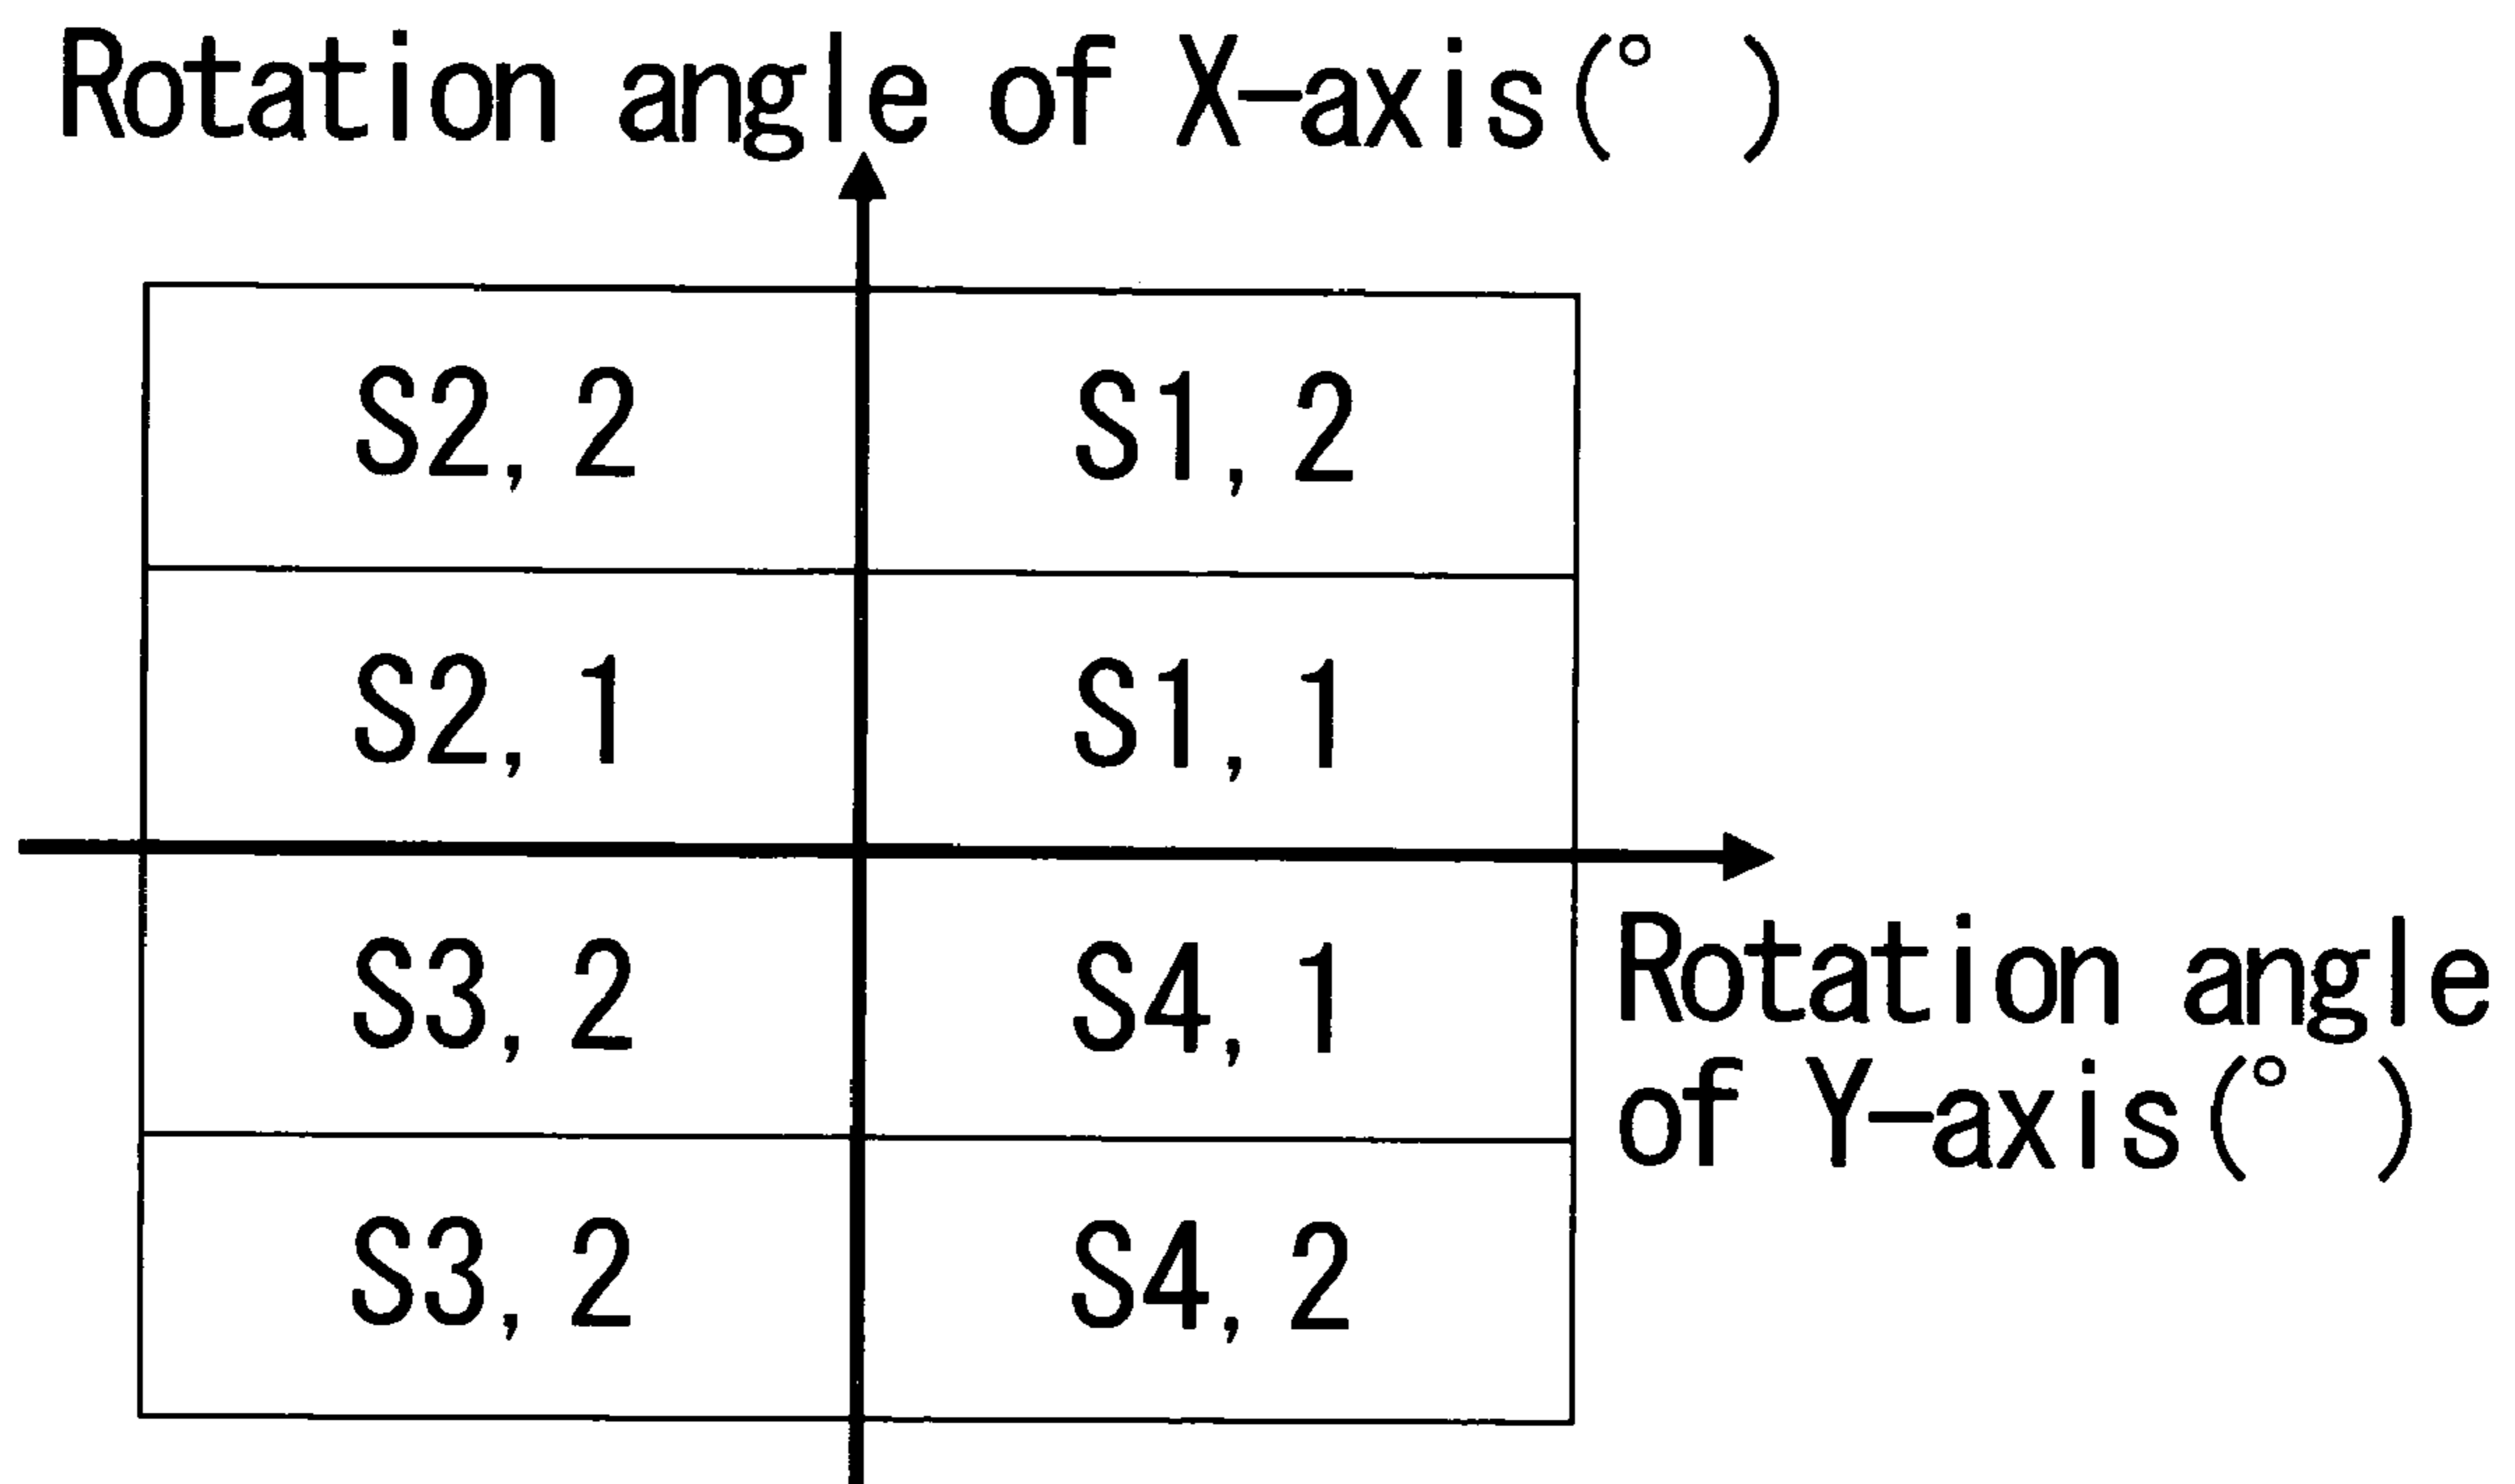 Rotation angle of X-axis(° )
S2, 2
S1, 2
S2, 1
S1, 1
S3, 2
S4, 1
Rotation angle
of Y-axis(° )
S3, 2
S4, 2